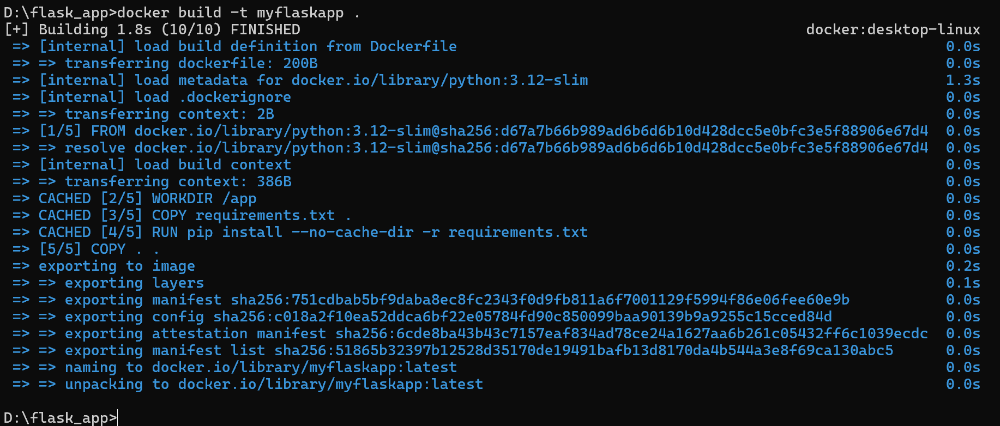 D:\flask_app>docker build -t myflaskapp .
[+] Building 1.8s (10/10) FINISHED docker:desktop-linux
=> [internal] load build definition from Dockerfile 0.0s
=> => transferring dockerfile: 200B 0.0s
=> [internal] load metadata for docker.io/library/python:3.12-slim 1.3s
=> [internal] load .dockerignore 0.0s
=> => transferring context: 2B 0.0s
=> [1/5] FROM docker.io/library/python:3.12-slim@sha256:d67a7b66b989ad6b6d6b10d428dcc5e0bfc3e5f88906e67d4 0.0s
=> => resolve docker.io/library/python:3.12-slim@sha256:d67a7b66b989ad6b6d6b10d428dcc5e0bfc3e5f88906e67d4 0.0s
=> [internal] load build context 0.0s
=> => transferring context: 386B 0.0s
=> CACHED [2/5] WORKDIR /app 0.0s
=> CACHED [3/5] COPY requirements.txt . 0.0s
=> CACHED [4/5] RUN pip install --no-cache-dir -r requirements.txt 0.0s
=> [5/5] COPY . . 0.0s
=> exporting to image 0.2s
=> => exporting layers 0.1s
=> => exporting manifest sha256:751cdbab5bf9daba8ec8fc2343f0d9fb811a6f7001129f5994f86e06fee60e9b 0.0s
=> => exporting config sha256:c018a2f10ea52ddca6bf22e05784fd90c850099baa90139b9a9255c15cced84d 0.0s
=> => exporting attestation manifest sha256:6cde8ba43b43c7157eaf834ad78ce24a1627aa6b261c05432ff6c1039ecdc 0.0s
=> => exporting manifest list sha256:51865b32397b12528d35170de19491bafb13d8170da4b544a3e8f69ca130abc5 0.0s
=> => naming to docker.io/library/myflaskapp:latest 0.0s
=> => unpacking to docker.io/library/myflaskapp:latest 0.0s
D:\flask_app>